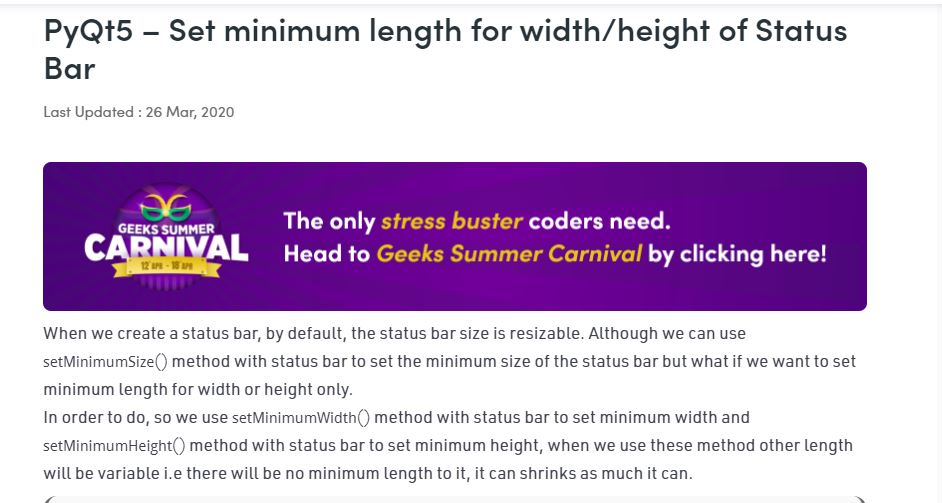 PyQt5 – Set minimum length for width/height of Status
Bar
Last Updated : 26 Mar, 2020
GEEKS SUMMER
CARNIVAL
12 APR - 18 APR
The only stress buster coders need.
Head to Geeks Summer Carnival by clicking here!
When we create a status bar, by default, the status bar size is resizable. Although we can use
setMinimumSize() method with status bar to set the minimum size of the status bar but what if we want to set
minimum length for width or height only.
In order to do, so we use setMinimumWidth() method with status bar to set minimum width and
setMinimumHeight() method with status bar to set minimum height, when we use these method other length
will be variable i.e there will be no minimum length to it, it can shrinks as much it can.